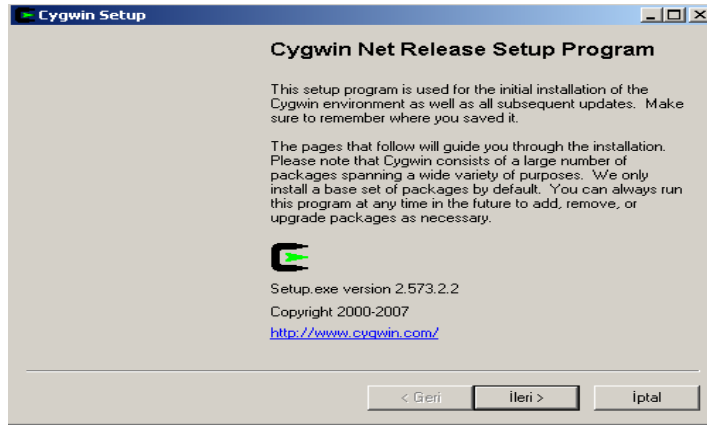 Cygwin Setup
Cygwin Net Release Setup Program
This setup program is used for the initial installation of the
Cygwin environment as well as all subsequent updates.  Make
sure to remember where you saved it.
The pages that follow will guide you through the installation.
Please note that Cygwin consists of a large number of
packages spanning a wide variety of purposes.  We only
install a base set of packages by default.  You can always run
this program at any time in the future to add, remove, or
upgrade packages as necessary.
Setup.exe version 2.573.2.2
Copyright 2000-2007
http://www.cygwin.com/
< Geri
İleri >
İptal